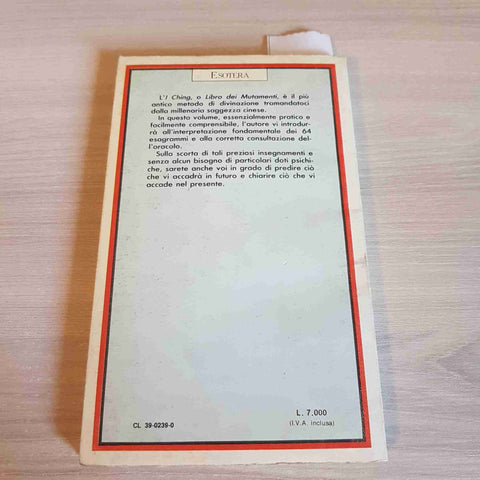 ESOTERA
L'I Ching, o Libro dei Mutamenti, è il più
antico metodo di divinazione tramandatoci
dalla millenaria saggezza cinese.
In questo volume, essenzialmente pratico e
facilmente comprensibile, l'autore vi introdur-
rà all'interpretazione fondamentale dei 64
esagrammi e alla corretta consultazione del-
l'oracolo.
Sulla scorta di tali preziosi insegnamenti e
senza alcun bisogno di particolari doti psichi-
che, sarete anche voi in grado di predire ciò
che vi accadrà in futuro e chiarire ciò che vi
accade nel presente.
L. 7.000
CL 39-0239-0
(I.V.A. inclusa)